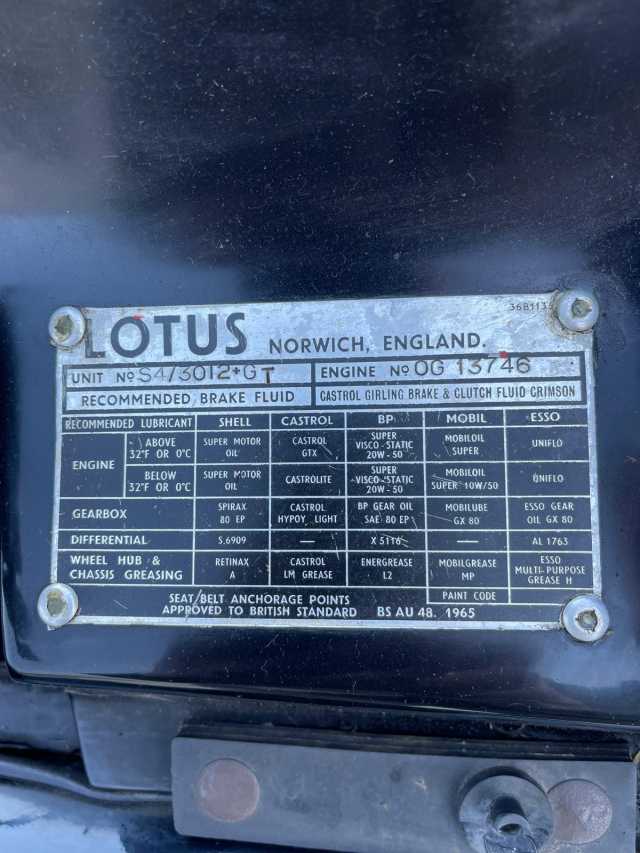 36B113
LOTUS NORWICH, ENGLAND.
UNIT Nº S4/3012+GT ENGINE Nº OG 13746
RECOMMENDED BRAKE FLUID CASTROL GIRLING BRAKE & CLUTCH FLUID CRIMSON
RECOMMENDED LUBRICANT SHELL CASTROL BP MOBIL ESSO
ENGINE ABOVE 32°F OR 0°C SUPER MOTOR OIL CASTROL GTX SUPER VISCO-STATIC 20W-50 MOBILOIL SUPER UNIFLO
BELOW 32°F OR 0°C SUPER MOTOR OIL CASTROLITE SUPER VISCO-STATIC 20W-50 MOBILOIL SUPER 10W/50 UNIFLO
GEARBOX SPIRAX 80 EP CASTROL HYPOY LIGHT BP GEAR OIL SAE 80 EP MOBILUBE GX 80 ESSO GEAR OIL GX 80
DIFFERENTIAL S.6909 — X 5116 — AL 1763
WHEEL HUB & CHASSIS GREASING RETINAX A CASTROL LM GREASE ENERGREASE L2 MOBILGREASE MP ESSO MULTI-PURPOSE GREASE H
SEAT BELT ANCHORAGE POINTS PAINT CODE
APPROVED TO BRITISH STANDARD BS AU 48. 1965